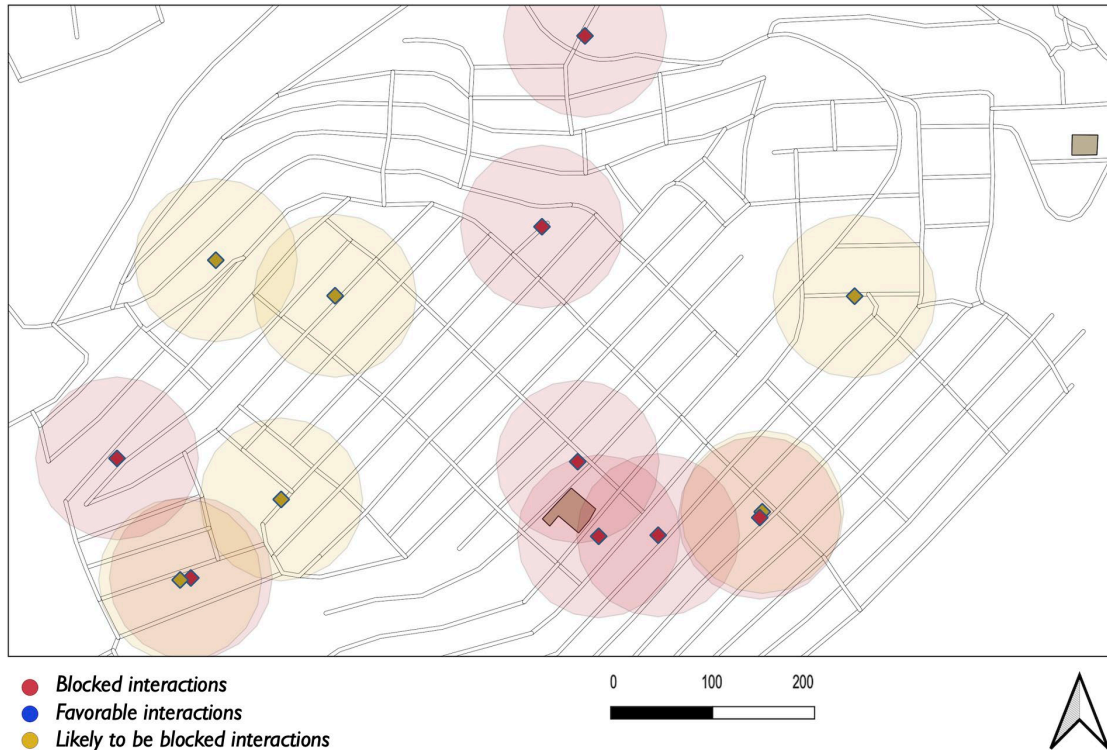 Blocked interactions
Favorable interactions
Likely to be blocked interactions
0 100 200